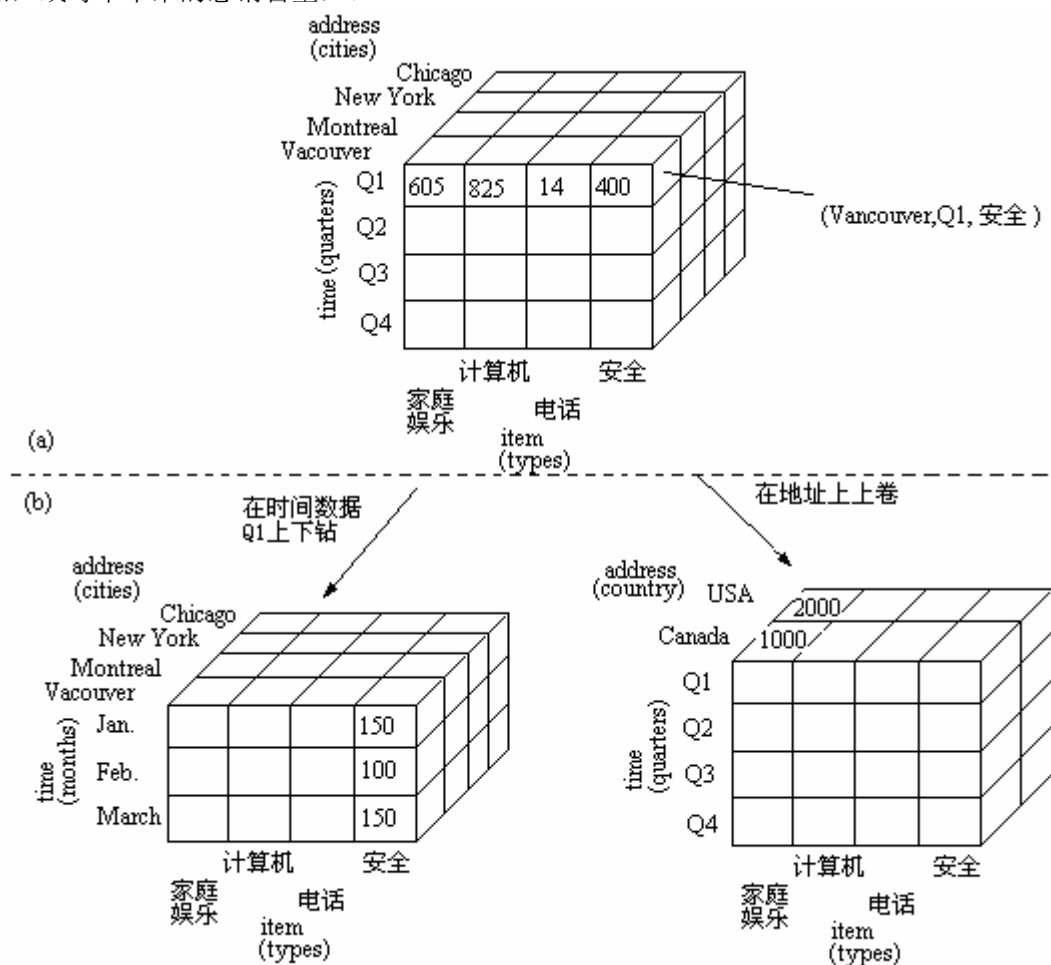 address
(cities)
Chicago
New York
Montreal
Vacouver
time (quarters)
Q1
605
825
14
400
Q2
Q3
Q4
(Vancouver,Q1, 安全 )
计算机
安全
家庭
娱乐
电话
item
(types)
(a)
(b)
在时间数据
Q1上下钻
在地址上上卷
address
(cities)
Chicago
New York
Montreal
Vacouver
time
(months)
Jan.
150
Feb.
100
March
150
计算机
安全
家庭
娱乐
电话
item
(types)
address
(country)
USA
2000
Canada
1000
time
(quarters)
Q1
Q2
Q3
Q4
计算机
安全
家庭
娱乐
电话
item
(types)